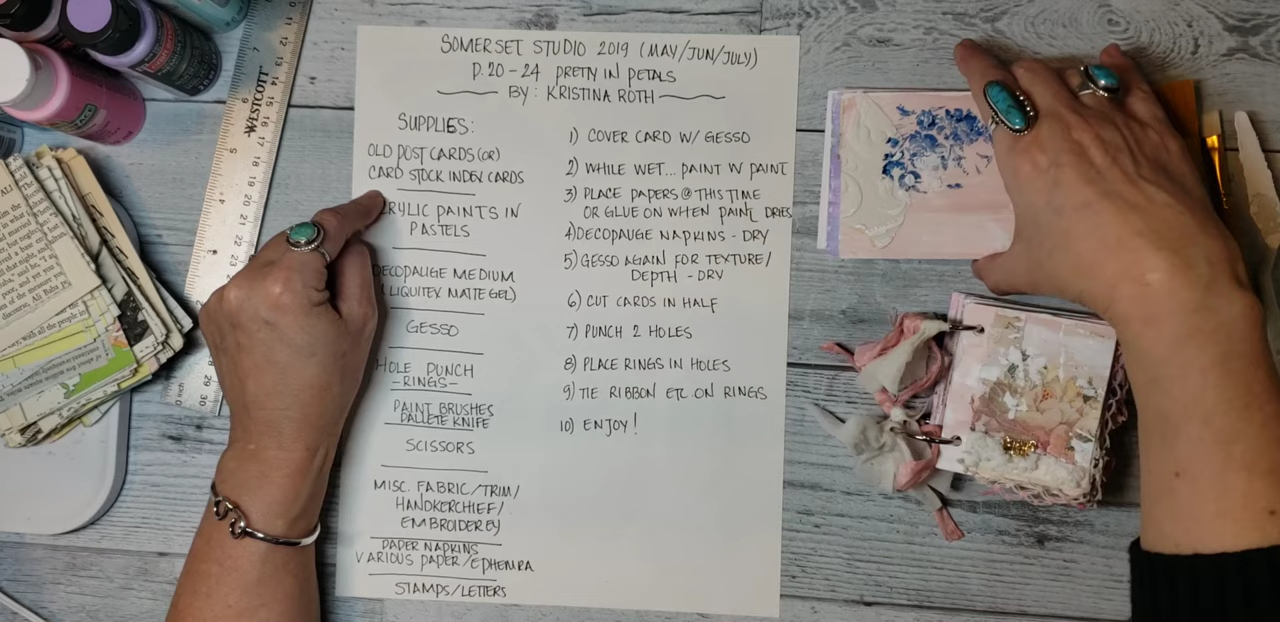 SOMERSET STUDIO 2019 (MAY/JUN/JULY)
P. 20-24 PRETTY IN PETALS
BY: KRISTINA ROTH
SUPPLIES:
OLD POSTCARDS (OR)
CARD STOCK INDEX CARDS
RYLIC PAINTS IN
PASTELS
DECOPAUGE MEDIUM
LIQUITEX MATTE GEL)
GESSO
HOLE PUNCH
-RINGS-
PAINT BRUSHES
PALLETE KNIFE
SCISSORS
MISC. FABRIC/TRIM/
HANDKERCHIEF/
EMBROIDEREY
PAPER NAPKINS
VARIOUS PAPER/EPHEMRA
STAMPS/LETTERS
1) COVER CARD W/ GESSO
2) WHILE WET... PAINT W PAINT
3) PLACE PAPERS @ THIS TIME
OR GLUE ON WHEN PAINT DRIES
4) DECOPAUGE NAPKINS - DRY
5) GESSO AGAIN FOR TEXTURE/
DEPTH - DRY
6) CUT CARDS IN HALF
7) PUNCH 2 HOLES
8) PLACE RINGS IN HOLES
9) TIE RIBBON ETC. ON RINGS
10) ENJOY!
WESTCOTT